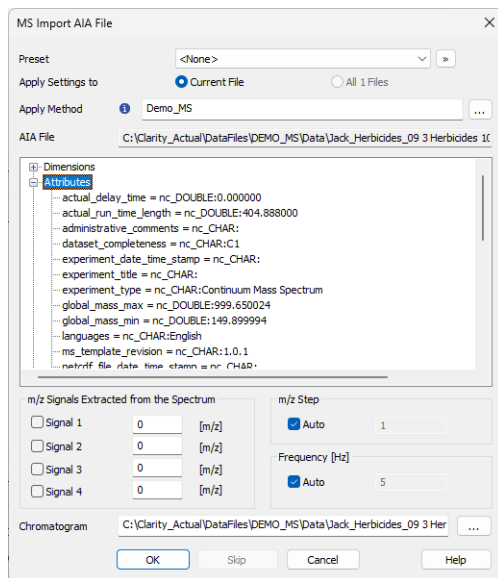 MS Import AIA File
Preset <None> »
Apply Settings to Current File All 1 Files
Apply Method i Demo_MS ...
AIA File C:\Clarity_Actual\DataFiles\DEMO_MS\Data\Jack_Herbicides_09 3 Herbicides 10
Dimensions
Attributes
actual_delay_time = nc_DOUBLE:0.000000
actual_run_time_length = nc_DOUBLE:404.888000
administrative_comments = nc_CHAR:
dataset_completeness = nc_CHAR:C1
experiment_date_time_stamp = nc_CHAR:
experiment_title = nc_CHAR:
experiment_type = nc_CHAR:Continuum Mass Spectrum
global_mass_max = nc_DOUBLE:999.650024
global_mass_min = nc_DOUBLE:149.899994
languages = nc_CHAR:English
ms_template_revision = nc_CHAR:1.0.1
netcdf_file_date_time_stamp = nc_CHAR:
m/z Signals Extracted from the Spectrum
Signal 1 0 [m/z]
Signal 2 0 [m/z]
Signal 3 0 [m/z]
Signal 4 0 [m/z]
m/z Step
Auto 1
Frequency [Hz]
Auto 5
Chromatogram C:\Clarity_Actual\DataFiles\DEMO_MS\Data\Jack_Herbicides_09 3 Her ...
OK Skip Cancel Help